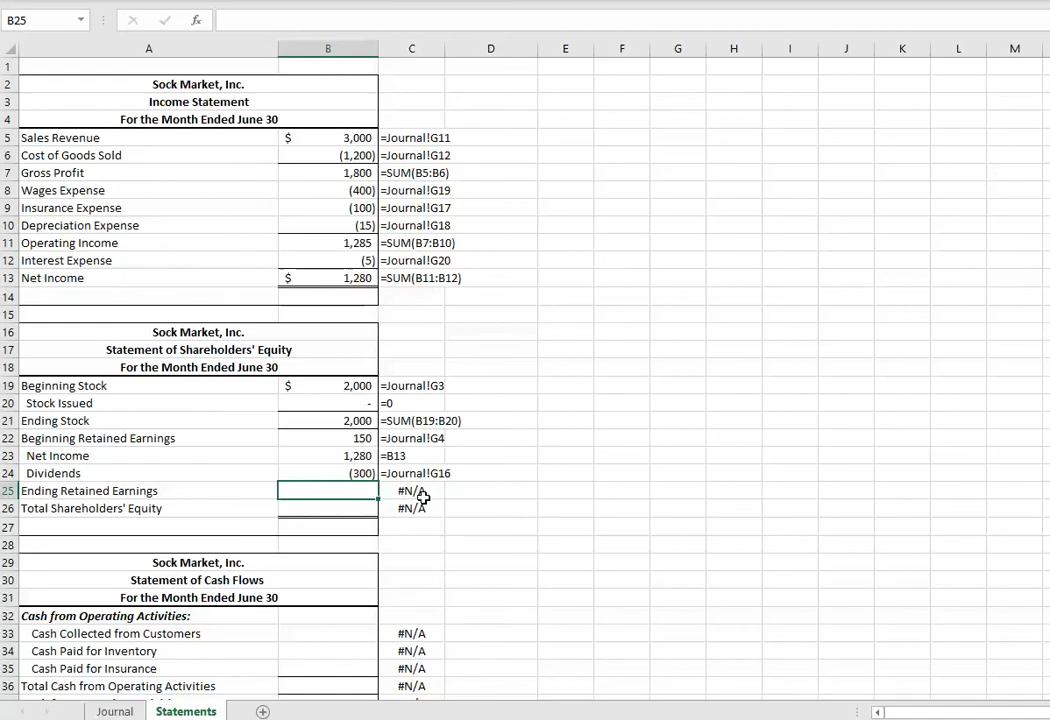 B25 fx
A B C D E F G H I J K L M
1
2 Sock Market, Inc.
3 Income Statement
4 For the Month Ended June 30
5 Sales Revenue $ 3,000 =Journal!G11
6 Cost of Goods Sold (1,200) =Journal!G12
7 Gross Profit 1,800 =SUM(B5:B6)
8 Wages Expense (400) =Journal!G19
9 Insurance Expense (100) =Journal!G17
10 Depreciation Expense (15) =Journal!G18
11 Operating Income 1,285 =SUM(B7:B10)
12 Interest Expense (5) =Journal!G20
13 Net Income $ 1,280 =SUM(B11:B12)
14
15
16 Sock Market, Inc.
17 Statement of Shareholders' Equity
18 For the Month Ended June 30
19 Beginning Stock $ 2,000 =Journal!G3
20 Stock Issued - =0
21 Ending Stock 2,000 =SUM(B19:B20)
22 Beginning Retained Earnings 150 =Journal!G4
23 Net Income 1,280 =B13
24 Dividends (300) =Journal!G16
25 Ending Retained Earnings #N/A
26 Total Shareholders' Equity #N/A
27
28
29 Sock Market, Inc.
30 Statement of Cash Flows
31 For the Month Ended June 30
32 Cash from Operating Activities:
33 Cash Collected from Customers #N/A
34 Cash Paid for Inventory #N/A
35 Cash Paid for Insurance #N/A
36 Total Cash from Operating Activities #N/A
Journal Statements